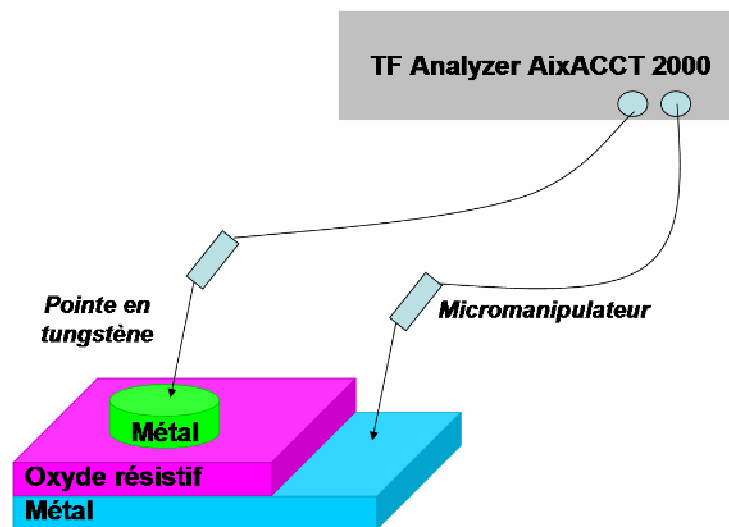 TF Analyzer AixACCT 2000
Pointe en
tungstène
Micromanipulateur
Métal
Oxyde résistif
Métal